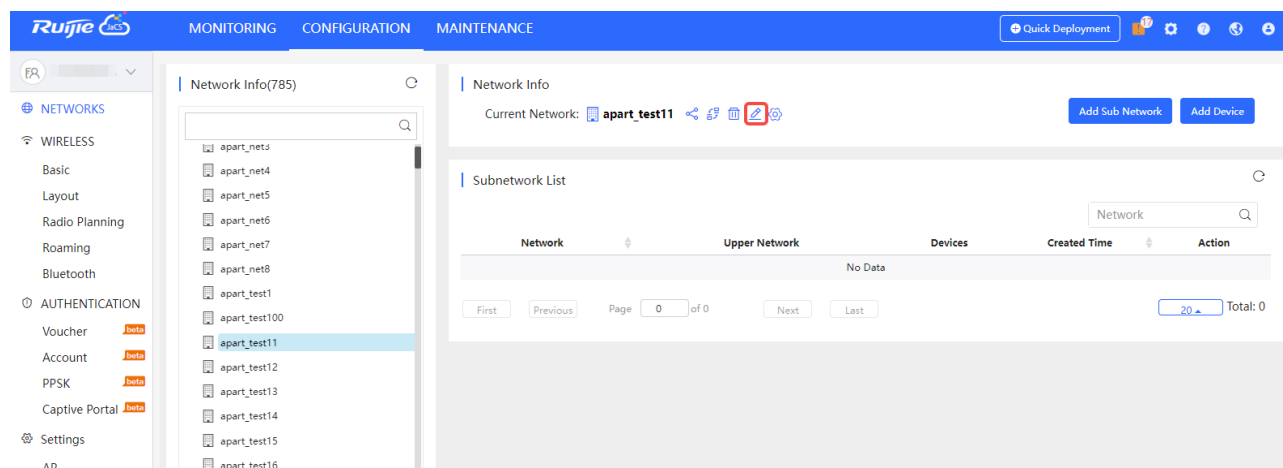 Ruijie JaCS MONITORING CONFIGURATION MAINTENANCE Quick Deployment 17
FR
NETWORKS
WIRELESS
Basic
Layout
Radio Planning
Roaming
Bluetooth
AUTHENTICATION
Voucher beta
Account beta
PPSK beta
Captive Portal beta
Settings
AP
Network Info(785)
apart_net3
apart_net4
apart_net5
apart_net6
apart_net7
apart_net8
apart_test1
apart_test100
apart_test11
apart_test12
apart_test13
apart_test14
apart_test15
apart_test16
Network Info
Current Network: apart_test11 Add Sub Network Add Device
Subnetwork List
Network
Network Upper Network Devices Created Time Action
No Data
First Previous Page 0 of 0 Next Last 20 Total: 0